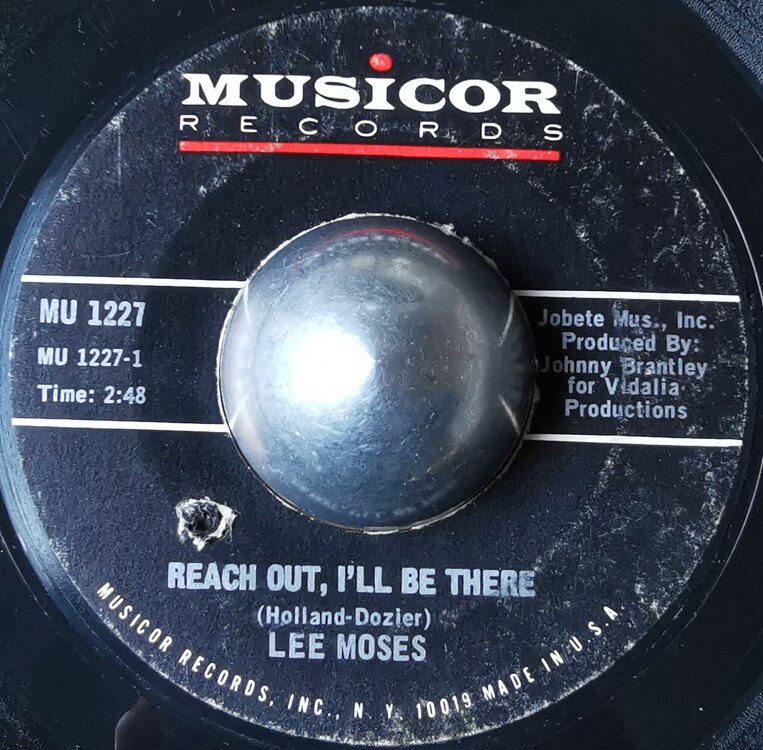 MUSICOR
RECORDS
MU 1227
MU 1227-1
Time: 2:48
Jobete Mus., Inc.
Produced By:
Johnny Brantley
for Vidalia
Productions
REACH OUT, I'LL BE THERE
(Holland-Dozier)
LEE MOSES
MUSICOR RECORDS, INC., N.Y. 10019 MADE IN U.S.A.